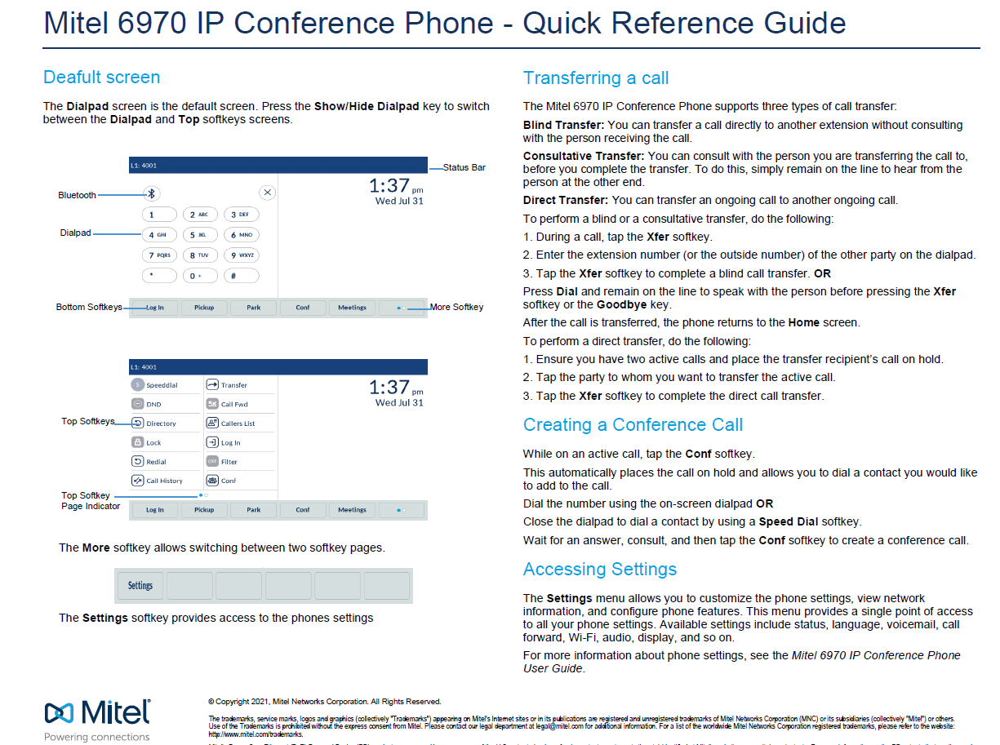 Mitel 6970 IP Conference Phone - Quick Reference Guide
Deafult screen
The Dialpad screen is the default screen. Press the Show/Hide Dialpad key to switch
between the Dialpad and Top softkeys screens.
L1: 4001
Status Bar
1:37 pm
Wed Jul 31
Bluetooth
1
2 ABC
3 DEF
Dialpad
4 GHI
5 JKL
6 MNO
7 PQRS
8 TUV
9 WXYZ
*
0 +
#
Bottom Softkeys
Log In
Pickup
Park
Conf
Meetings
More Softkey
L1: 4001
1:37 pm
Wed Jul 31
S Speeddial
Transfer
DND
Call Fwd
Top Softkeys
Directory
Callers List
Lock
Log In
Redial
OFF Filter
Call History
Conf
Top Softkey
Page Indicator
Log In
Pickup
Park
Conf
Meetings
The More softkey allows switching between two softkey pages.
Settings
The Settings softkey provides access to the phones settings
Transferring a call
The Mitel 6970 IP Conference Phone supports three types of call transfer:
Blind Transfer: You can transfer a call directly to another extension without consulting
with the person receiving the call.
Consultative Transfer: You can consult with the person you are transferring the call to,
before you complete the transfer. To do this, simply remain on the line to hear from the
person at the other end.
Direct Transfer: You can transfer an ongoing call to another ongoing call.
To perform a blind or a consultative transfer, do the following:
1. During a call, tap the Xfer softkey.
2. Enter the extension number (or the outside number) of the other party on the dialpad.
3. Tap the Xfer softkey to complete a blind call transfer. OR
Press Dial and remain on the line to speak with the person before pressing the Xfer
softkey or the Goodbye key.
After the call is transferred, the phone returns to the Home screen.
To perform a direct transfer, do the following:
1. Ensure you have two active calls and place the transfer recipient's call on hold.
2. Tap the party to whom you want to transfer the active call.
3. Tap the Xfer softkey to complete the direct call transfer.
Creating a Conference Call
While on an active call, tap the Conf softkey.
This automatically places the call on hold and allows you to dial a contact you would like
to add to the call.
Dial the number using the on-screen dialpad OR
Close the dialpad to dial a contact by using a Speed Dial softkey.
Wait for an answer, consult, and then tap the Conf softkey to create a conference call.
Accessing Settings
The Settings menu allows you to customize the phone settings, view network
information, and configure phone features. This menu provides a single point of access
to all your phone settings. Available settings include status, language, voicemail, call
forward, Wi-Fi, audio, display, and so on.
For more information about phone settings, see the Mitel 6970 IP Conference Phone
User Guide.
Mitel®
Powering connections
© Copyright 2021, Mitel Networks Corporation. All Rights Reserved.
The trademarks, service marks, logos and graphics (collectively "Trademarks") appearing on Mitel's Internet sites or in its publications are registered and unregistered trademarks of Mitel Networks Corporation (MNC) or its subsidiaries (collectively "Mitel") or others.
Use of the Trademarks is prohibited without the express consent from Mitel. Please contact our legal department at legal@mitel.com for additional information. For a list of the worldwide Mitel Networks Corporation registered trademarks, please refer to the website:
http://www.mitel.com/trademarks.